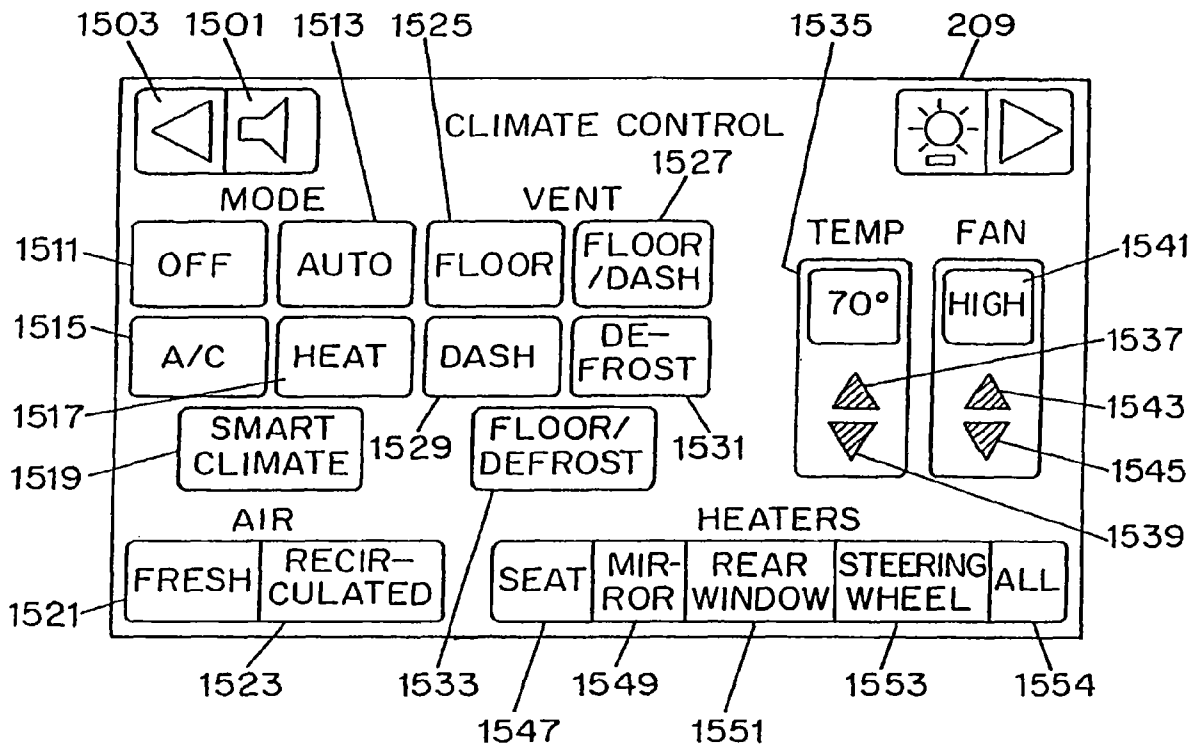 1503 1501 1513 1525 1535 209
CLIMATE CONTROL
1527
MODE VENT
TEMP FAN
1511 OFF AUTO FLOOR FLOOR
/DASH
70° HIGH 1541
1515 A/C HEAT DASH DE-
FROST
1537
1517 1543
SMART
CLIMATE
1529 FLOOR/
DEFROST
1531
1519 1545
AIR HEATERS 1539
FRESH RECIR-
CULATED
SEAT MIR-
ROR
REAR
WINDOW
STEERING
WHEEL
ALL
1521
1523 1533 1549 1553 1554
1547 1551